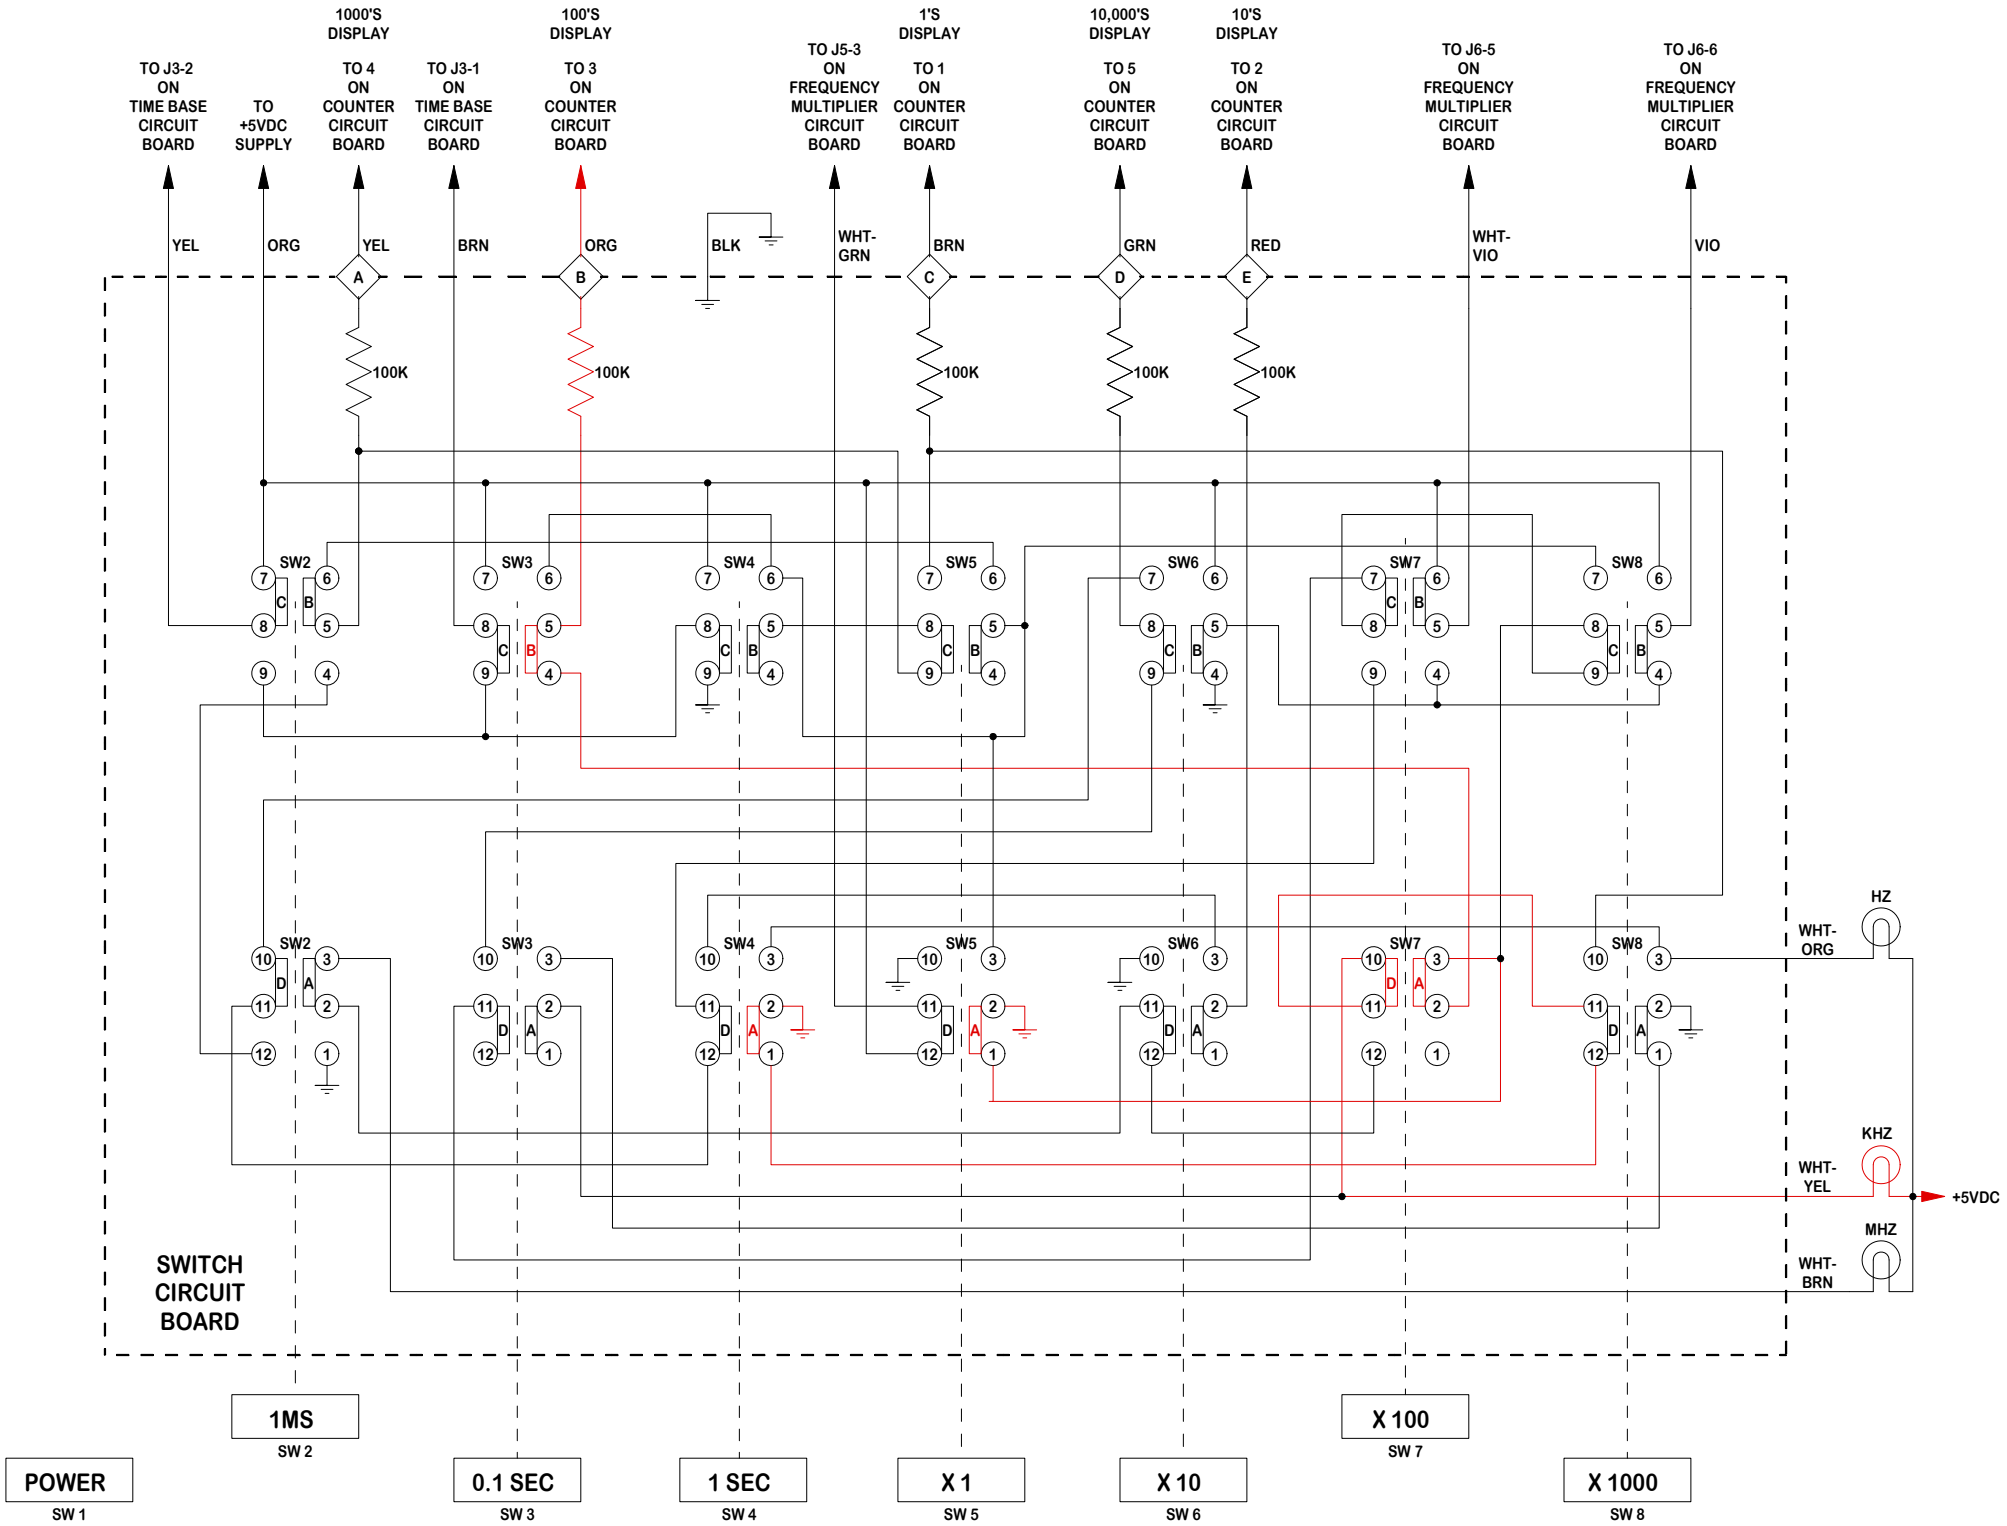 1000'S
DISPLAY
100'S
DISPLAY
1'S
DISPLAY
10,000'S
DISPLAY
10'S
DISPLAY
TO J3-2
ON
TIME BASE
CIRCUIT
BOARD
TO
+5VDC
SUPPLY
TO 4
ON
COUNTER
CIRCUIT
BOARD
TO J3-1
ON
TIME BASE
CIRCUIT
BOARD
TO 3
ON
COUNTER
CIRCUIT
BOARD
TO J5-3
ON
FREQUENCY
MULTIPLIER
CIRCUIT
BOARD
TO 1
ON
COUNTER
CIRCUIT
BOARD
TO 5
ON
COUNTER
CIRCUIT
BOARD
TO 2
ON
COUNTER
CIRCUIT
BOARD
TO J6-5
ON
FREQUENCY
MULTIPLIER
CIRCUIT
BOARD
TO J6-6
ON
FREQUENCY
MULTIPLIER
CIRCUIT
BOARD
YEL
ORG
YEL
BRN
ORG
BLK
WHT-
GRN
BRN
GRN
RED
WHT-
VIO
VIO
A
B
C
D
E
100K
100K
100K
100K
100K
SW2
7 6
C B
8 5
9 4
SW3
7 6
8 5
C B
9 4
SW4
7 6
8 5
C B
9 4
SW5
7 6
8 5
C B
9 4
SW6
7 6
8 5
C B
9 4
SW7
7 6
C B
8 5
9 4
SW8
7 6
8 5
C B
9 4
SW2
10 3
D A
11 2
12 1
SW3
10 3
11 2
D A
12 1
SW4
10 3
11 2
D A
12 1
SW5
10 3
11 2
D A
12 1
SW6
10 3
11 2
D A
12 1
SW7
10 3
D A
11 2
12 1
SW8
10 3
11 2
D A
12 1
HZ
WHT-
ORG
KHZ
WHT-
YEL
+5VDC
MHZ
WHT-
BRN
SWITCH
CIRCUIT
BOARD
1MS
SW 2
X 100
SW 7
POWER
SW 1
0.1 SEC
SW 3
1 SEC
SW 4
X 1
SW 5
X 10
SW 6
X 1000
SW 8